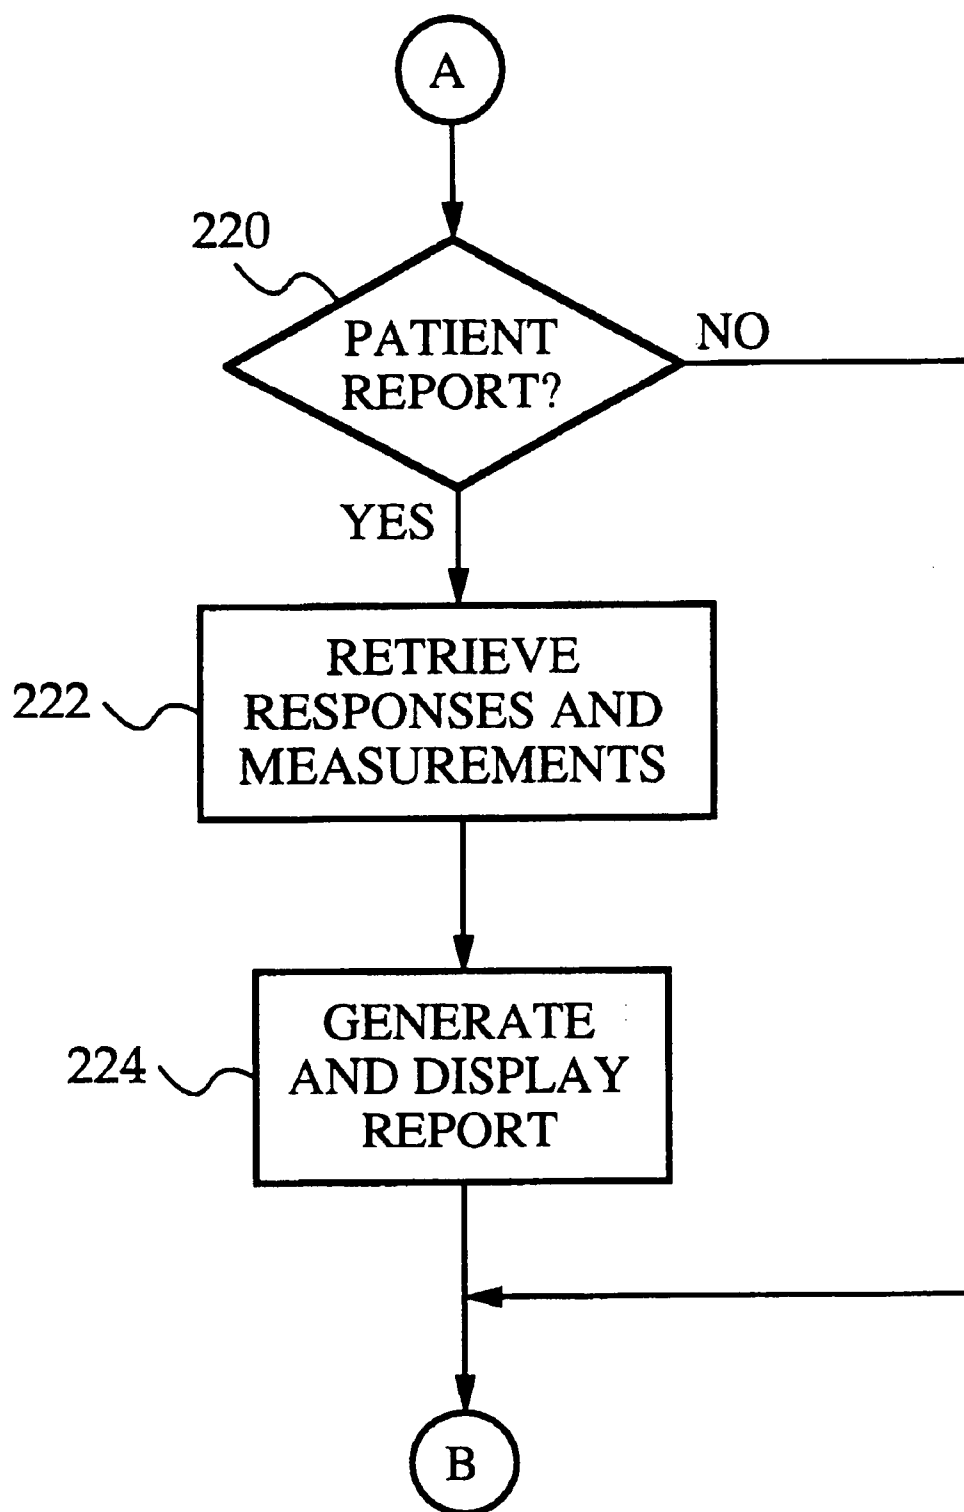 A
220
PATIENT
REPORT?
NO
YES
222
RETRIEVE
RESPONSES AND
MEASUREMENTS
224
GENERATE
AND DISPLAY
REPORT
B